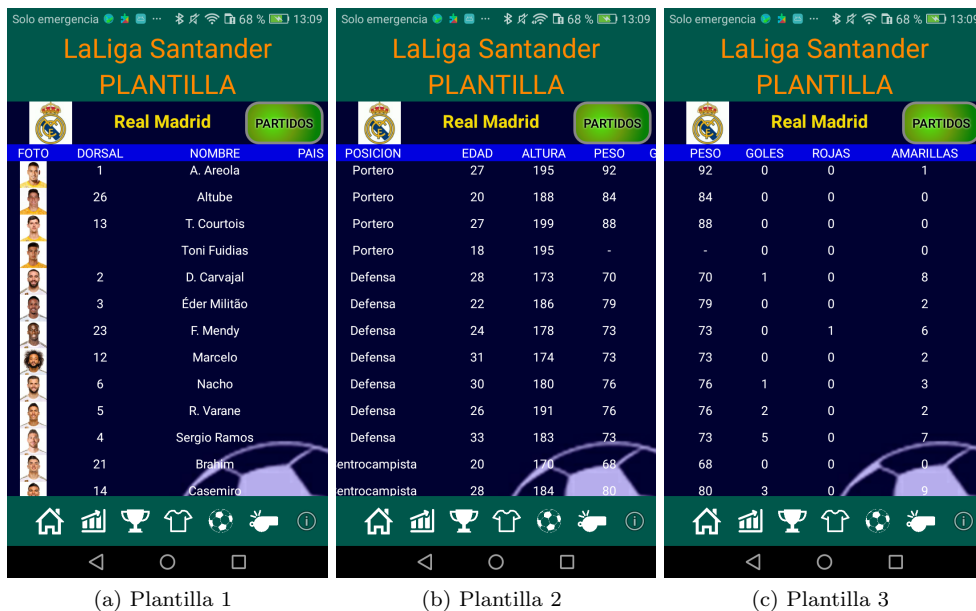 Solo emergencia ... 68 % 13:09
LaLiga Santander
PLANTILLA
Real Madrid PARTIDOS
FOTO DORSAL NOMBRE PAIS
1 A. Areola
26 Altube
13 T. Courtois
Toni Fuidias
2 D. Carvajal
3 Éder Militão
23 F. Mendy
12 Marcelo
6 Nacho
5 R. Varane
4 Sergio Ramos
21 Brahim
14 Casemiro
(a) Plantilla 1
Solo emergencia ... 68 % 13:09
LaLiga Santander
PLANTILLA
Real Madrid PARTIDOS
POSICION EDAD ALTURA PESO G
Portero 27 195 92
Portero 20 188 84
Portero 27 199 88
Portero 18 195 -
Defensa 28 173 70
Defensa 22 186 79
Defensa 24 178 73
Defensa 31 174 73
Defensa 30 180 76
Defensa 26 191 76
Defensa 33 183 73
entrocampista 20 170 68
entrocampista 28 184 80
(b) Plantilla 2
Solo emergencia ... 68 % 13:09
LaLiga Santander
PLANTILLA
Real Madrid PARTIDOS
PESO GOLES ROJAS AMARILLAS
92 0 0 1
84 0 0 0
88 0 0 0
- 0 0 0
70 1 0 8
79 0 0 2
73 0 1 6
73 0 0 2
76 1 0 3
76 2 0 2
73 5 0 7
68 0 0 0
80 3 0 9
(c) Plantilla 3